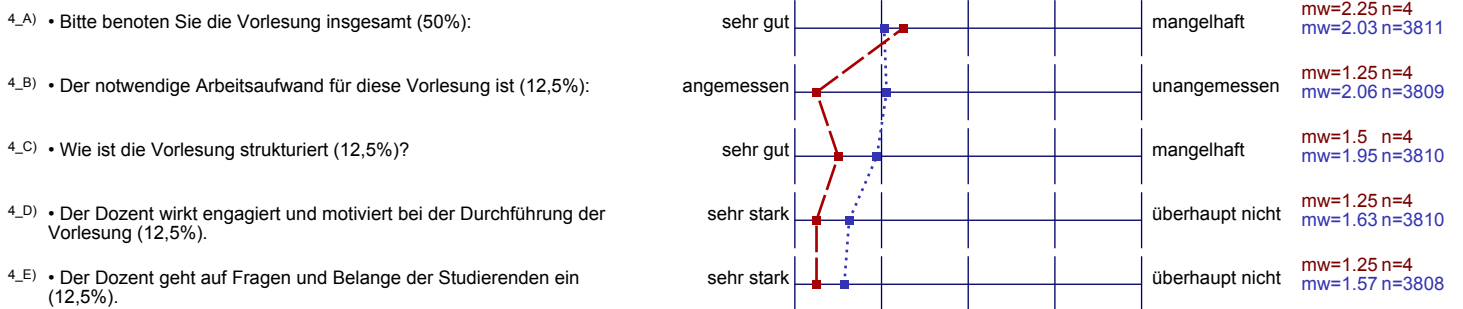 4_A) • Bitte benoten Sie die Vorlesung insgesamt (50%): sehr gut mangelhaft mw=2.25 n=4
mw=2.03 n=3811
4_B) • Der notwendige Arbeitsaufwand für diese Vorlesung ist (12,5%): angemessen unangemessen mw=1.25 n=4
mw=2.06 n=3809
4_C) • Wie ist die Vorlesung strukturiert (12,5%)? sehr gut mangelhaft mw=1.5 n=4
mw=1.95 n=3810
4_D) • Der Dozent wirkt engagiert und motiviert bei der Durchführung der
Vorlesung (12,5%). sehr stark überhaupt nicht mw=1.25 n=4
mw=1.63 n=3810
4_E) • Der Dozent geht auf Fragen und Belange der Studierenden ein
(12,5%). sehr stark überhaupt nicht mw=1.25 n=4
mw=1.57 n=3808